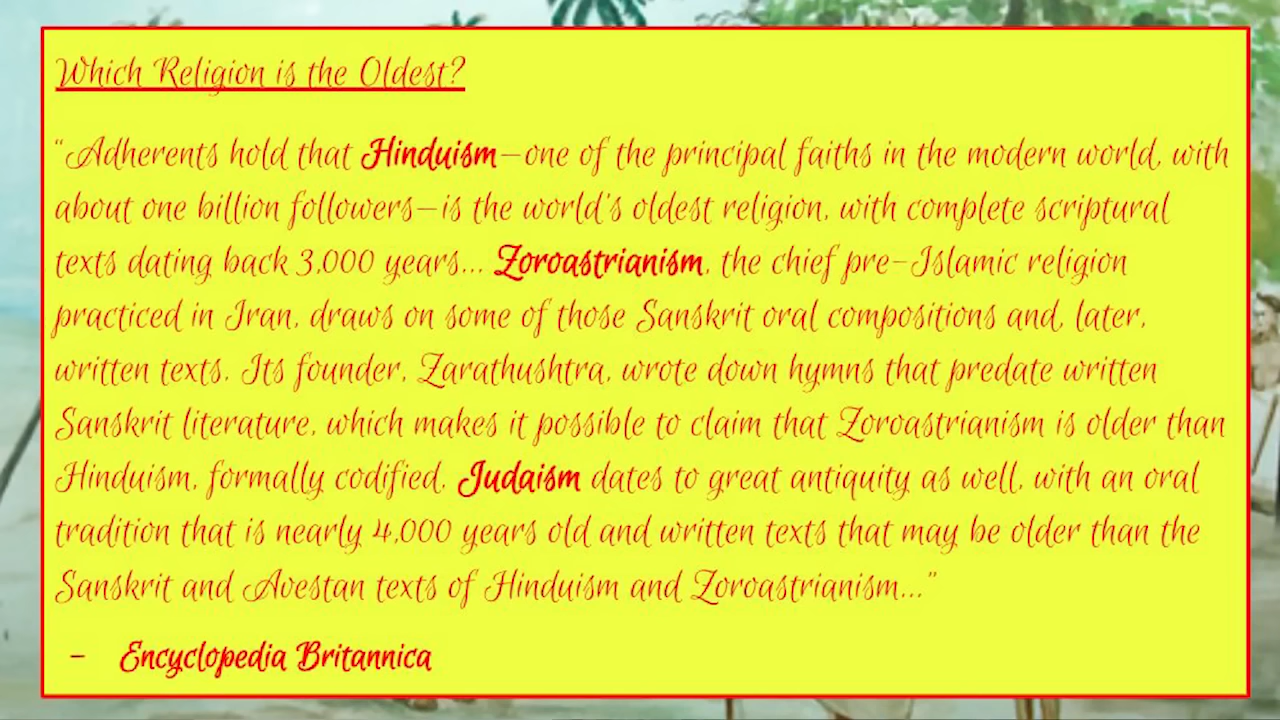 Which Religion is the Oldest?
“Adherents hold that Hinduism—one of the principal faiths in the modern world, with
about one billion followers—is the world's oldest religion, with complete scriptural
texts dating back 3,000 years... Zoroastrianism, the chief pre-Islamic religion
practiced in Iran, draws on some of those Sanskrit oral compositions and, later,
written texts. Its founder, Zarathushtra, wrote down hymns that predate written
Sanskrit literature, which makes it possible to claim that Zoroastrianism is older than
Hinduism, formally codified. Judaism dates to great antiquity as well, with an oral
tradition that is nearly 4,000 years old and written texts that may be older than the
Sanskrit and Avestan texts of Hinduism and Zoroastrianism...”
- Encyclopedia Britannica